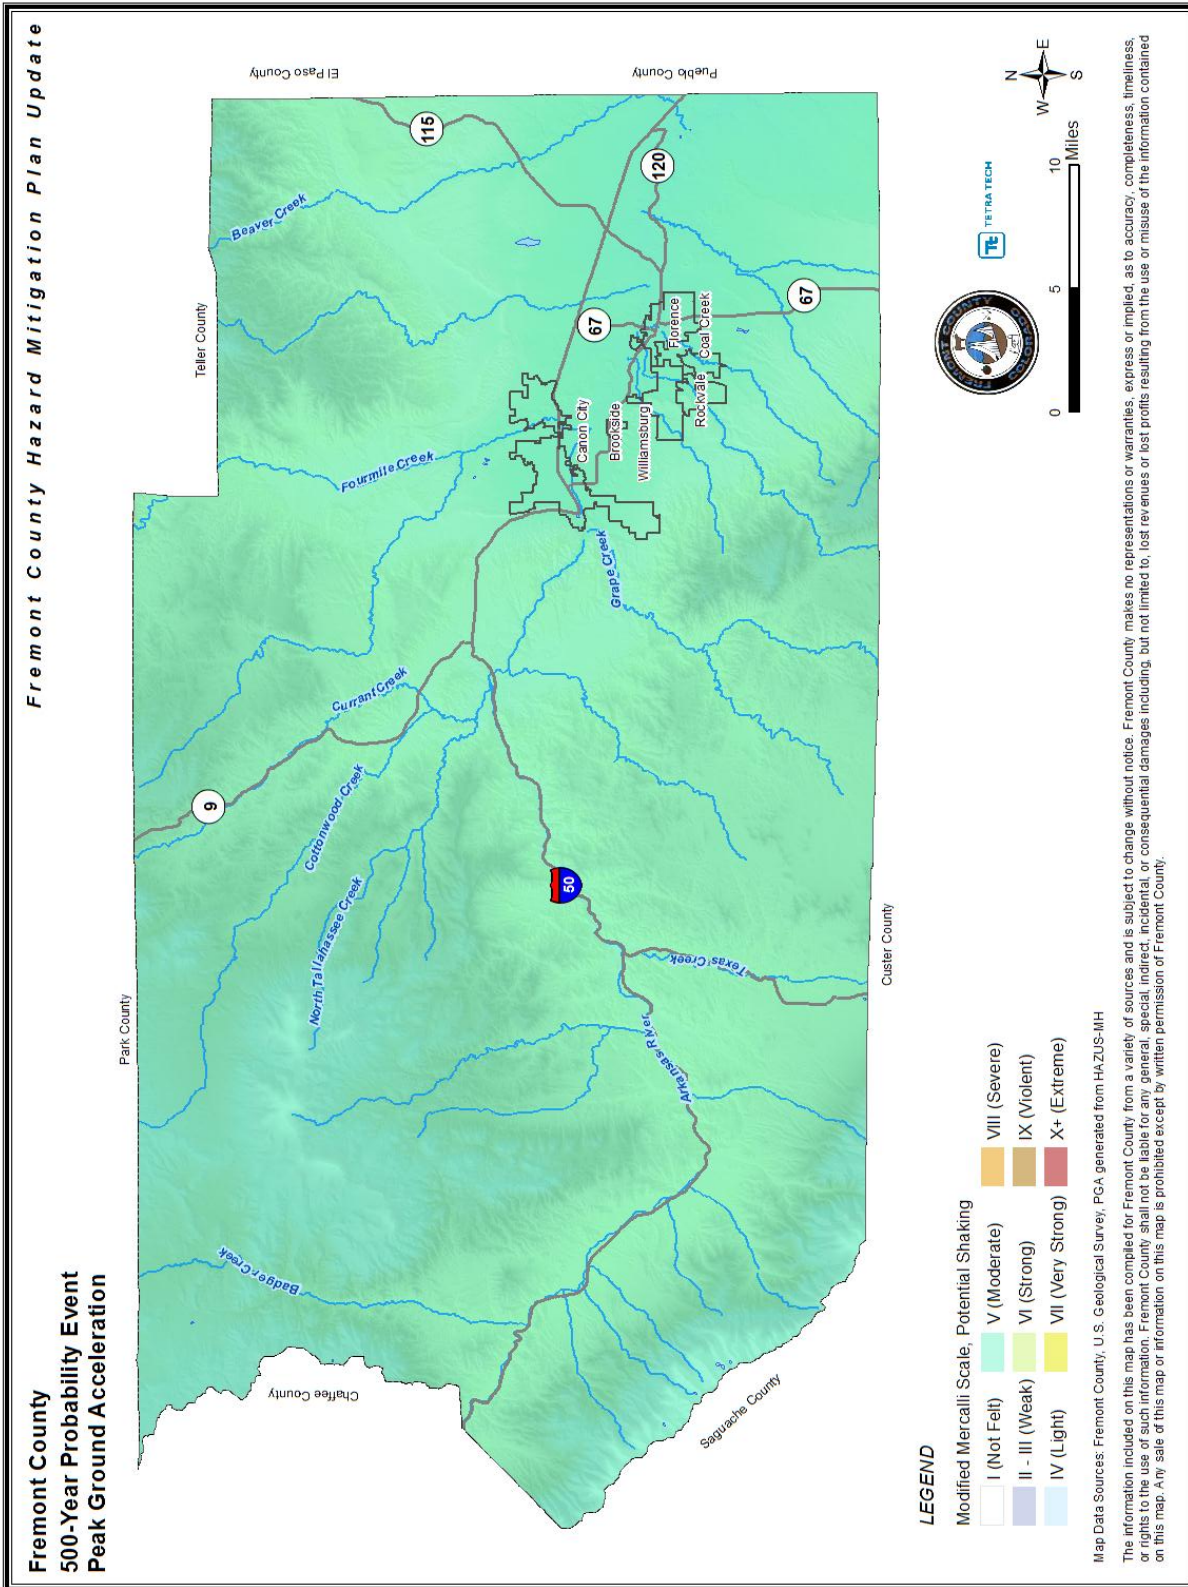 Fremont County
500-Year Probability Event
Peak Ground Acceleration
Fremont County Hazard Mitigation Plan Update
Park County
Teller County
El Paso County
Pueblo County
Chaffee County
Saguache County
Custer County
9
115
120
67
67
50
Badger Creek
North Tallahassee Creek
Cottonwood Creek
Currant Creek
Fourmile Creek
Beaver Creek
Arkansas River
Texas Creek
Grape Creek
Canon City
Brookside
Williamsburg
Florence
Coal Creek
Rockvale
LEGEND
Modified Mercalli Scale, Potential Shaking
I (Not Felt)
II - III (Weak)
IV (Light)
V (Moderate)
VI (Strong)
VII (Very Strong)
VIII (Severe)
IX (Violent)
X+ (Extreme)
FREMONT COUNTY
COLORADO
Tt
TETRA TECH
N
W
E
S
0
5
10
Miles
Map Data Sources: Fremont County, U.S. Geological Survey, PGA generated from HAZUS-MH
The information included on this map has been compiled for Fremont County from a variety of sources and is subject to change without notice. Fremont County makes no representations or warranties, express or implied, as to accuracy, completeness, timeliness,
or rights to the use of such information. Fremont County shall not be liable for any general, special, indirect, incidental, or consequential damages including, but not limited to, lost revenues or lost profits resulting from the use or misuse of the information contained
on this map. Any sale of this map or information on this map is prohibited except by written permission of Fremont County.